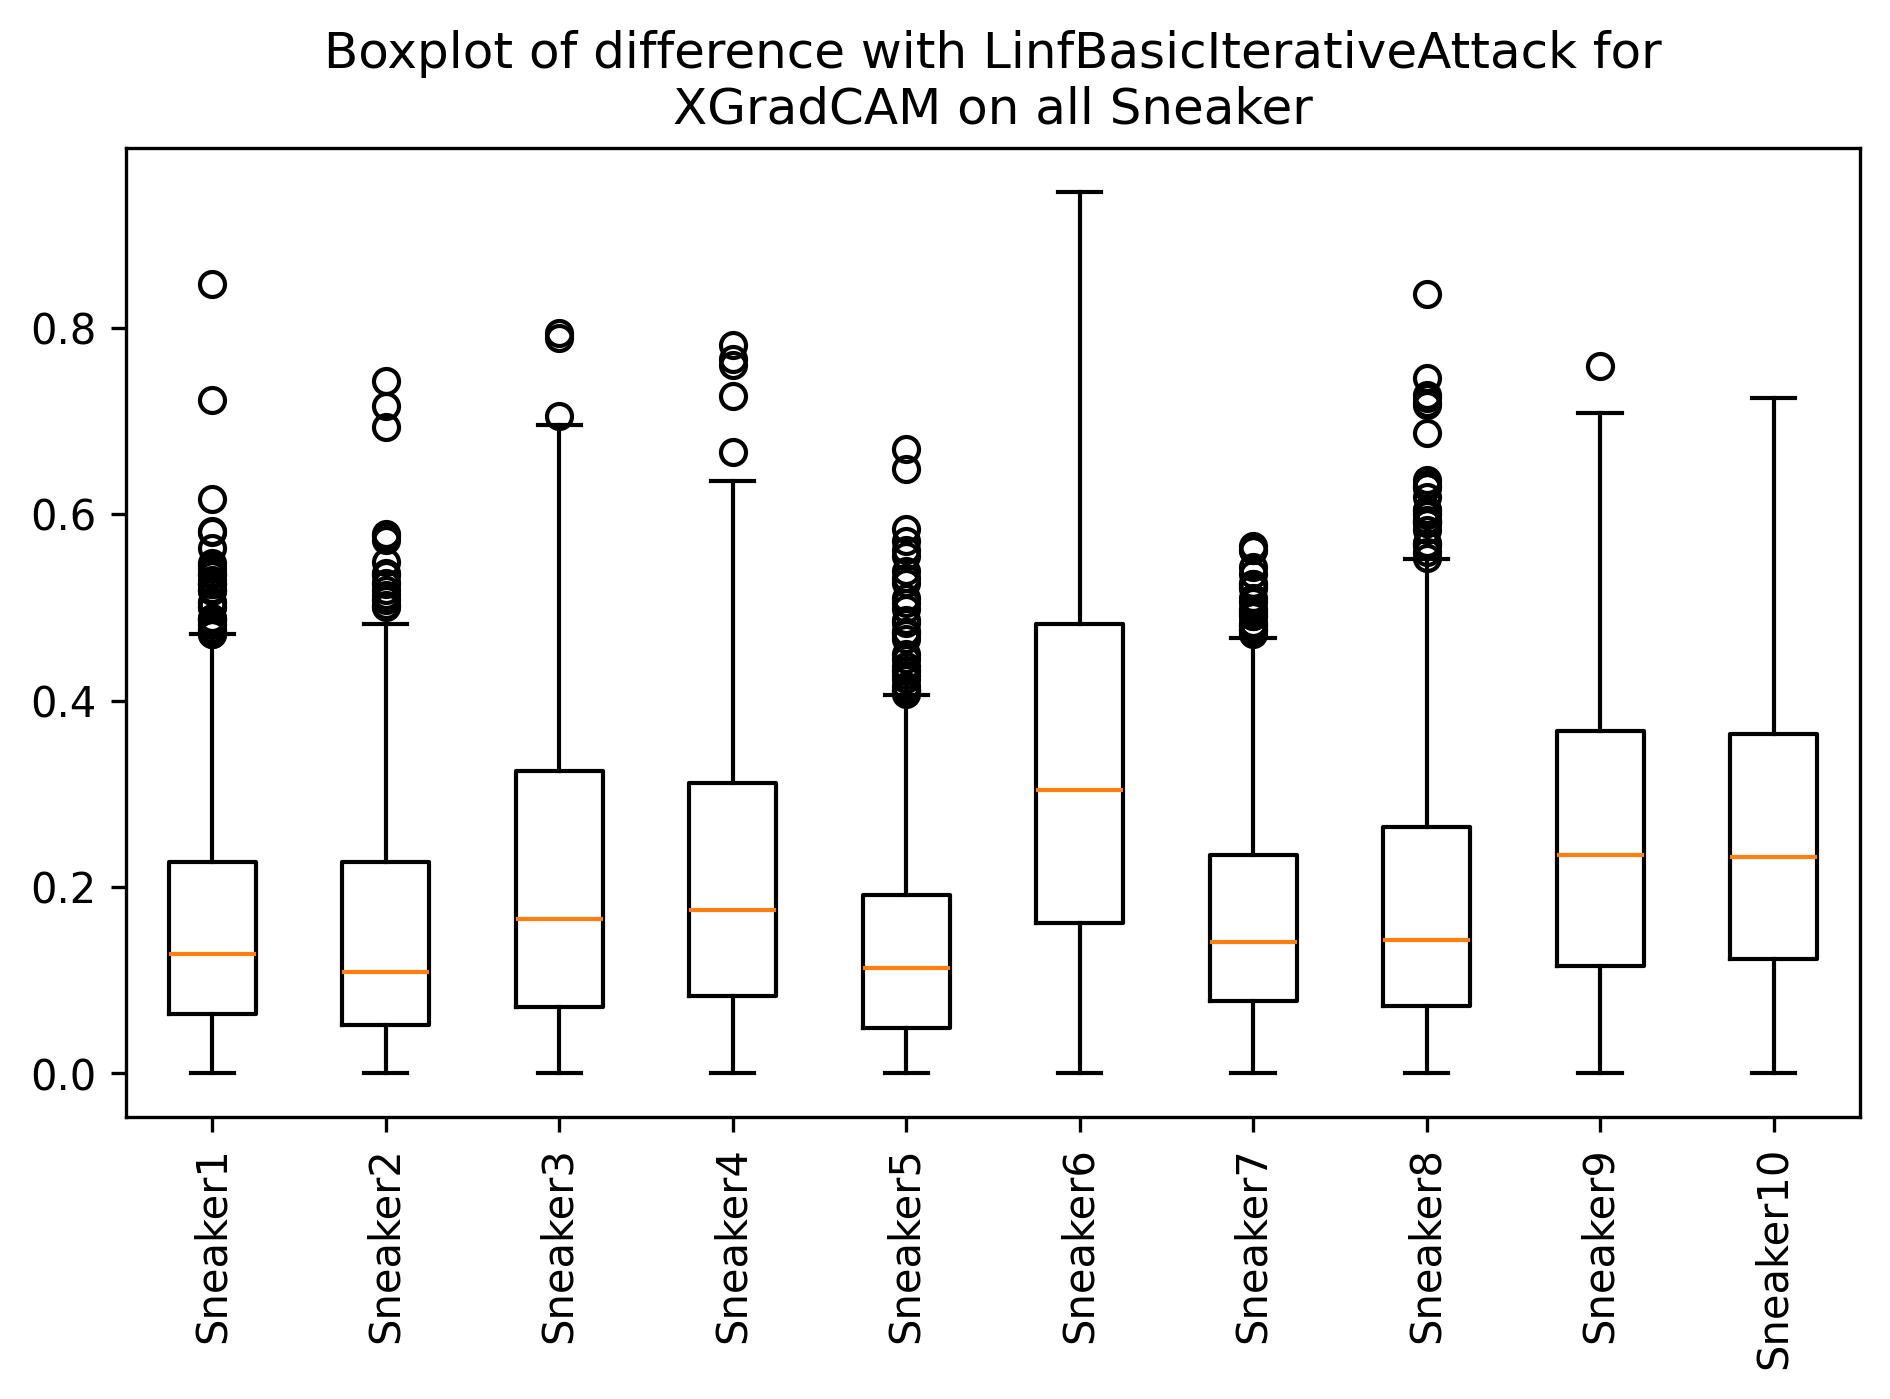 Boxplot of difference with LinfBasicIterativeAttack for
XGradCAM on all Sneaker
0.8
0.6
0.4
0.2
0.0
Sneaker1
Sneaker2
Sneaker3
Sneaker4
Sneaker5
Sneaker6
Sneaker7
Sneaker8
Sneaker9
Sneaker10